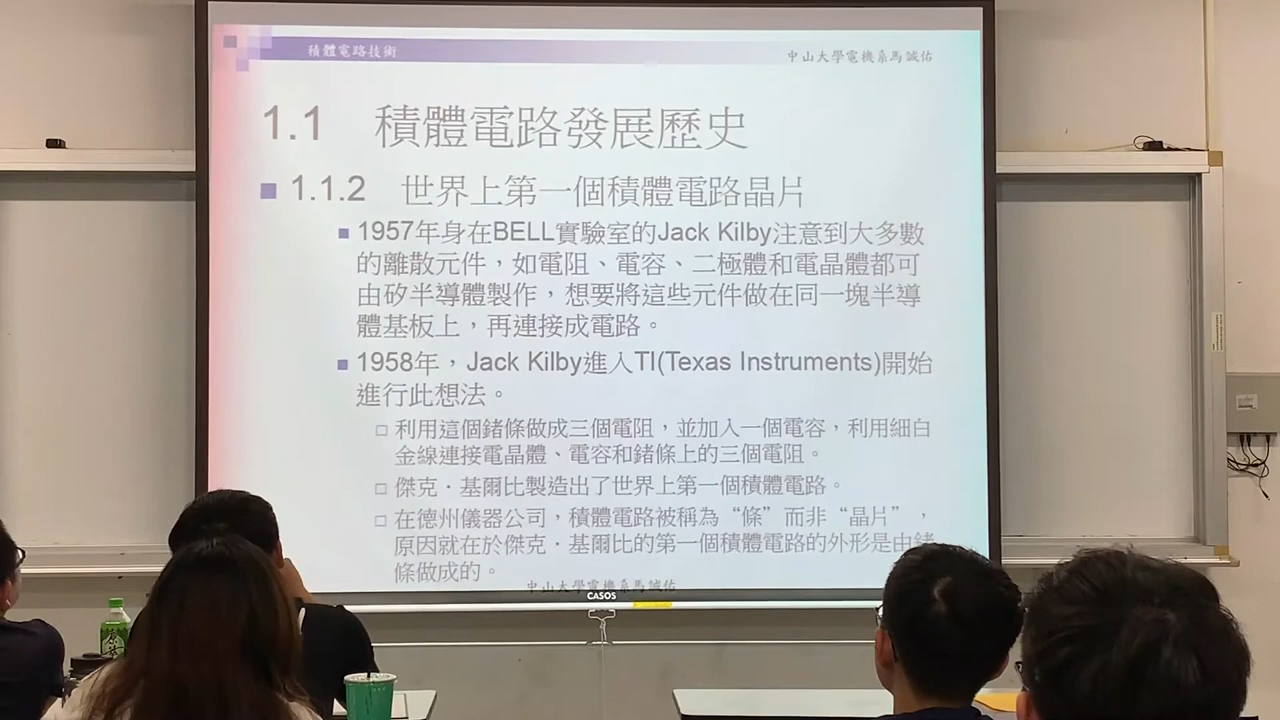 積體電路技術
中山大學電機系馬誠佑
1.1 積體電路發展歷史
1.1.2 世界上第一個積體電路晶片
1957年身在BELL實驗室的Jack Kilby注意到大多數
的離散元件，如電阻、電容、二極體和電晶體都可
由矽半導體製作，想要將這些元件做在同一塊半導
體基板上，再連接成電路。
1958年，Jack Kilby進入TI(Texas Instruments)開始
進行此想法。
利用這個鍺條做成三個電阻，並加入一個電容，利用細白
金線連接電晶體、電容和鍺條上的三個電阻。
傑克．基爾比製造出了世界上第一個積體電路。
在德州儀器公司，積體電路被稱為“條”而非“晶片”，
原因就在於傑克．基爾比的第一個積體電路的外形是由鍺
條做成的。
中山大學電機系馬誠佑
CASOS